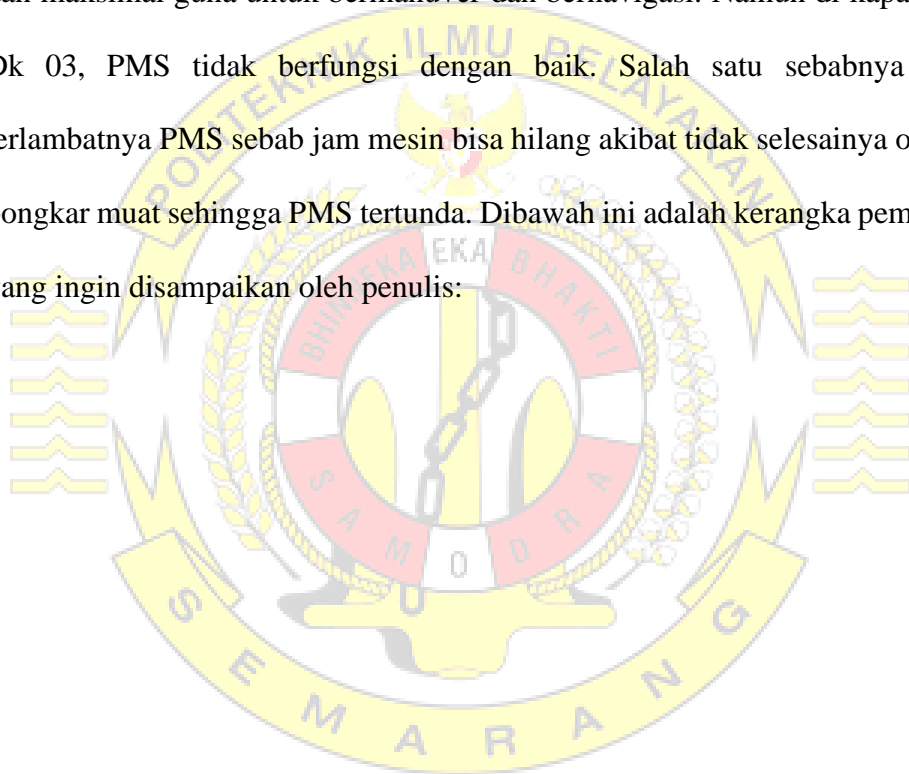 dan maksimal guna untuk bermanuver dan bernavigasi. Namun di kapa
Dk 03, PMS tidak berfungsi dengan baik. Salah satu sebabnya
erlambatnya PMS sebab jam mesin bisa hilang akibat tidak selesainya o
ongkar muat sehingga PMS tertunda. Dibawah ini adalah kerangka pem
ang ingin disampaikan oleh penulis:
POLITEKNIK ILMU PELAYARAN
BHINNEKA EKA BHAKTI
SAMODRA
SEMARANG